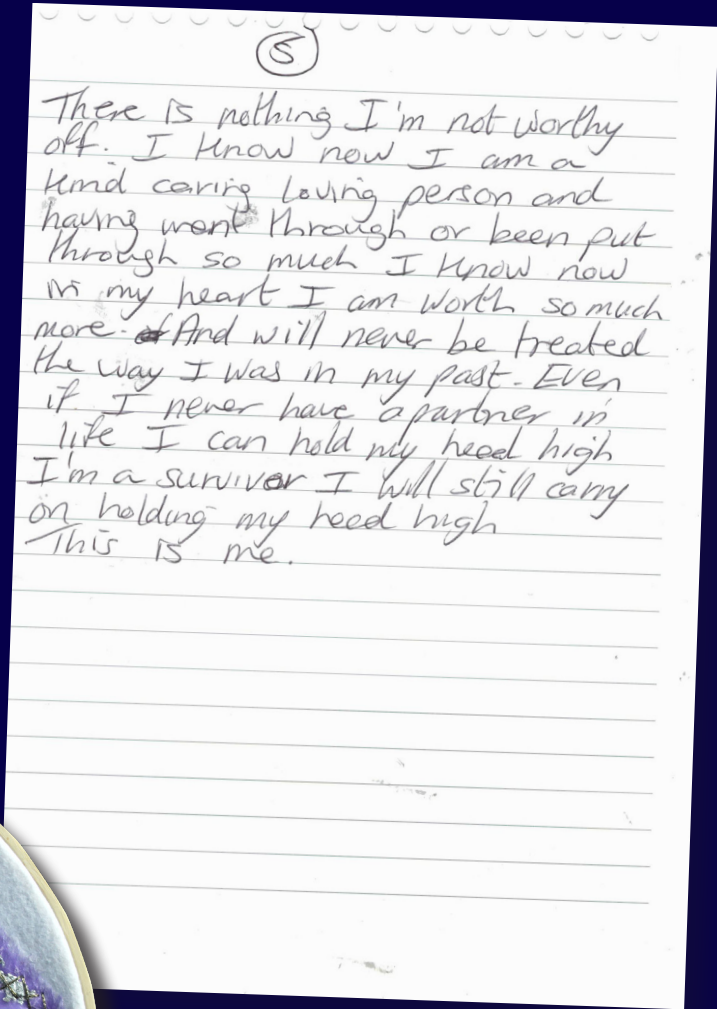 5
There is nothing I'm not worthy
off. I know now I am a
kind caring loving person and
having went through or been put
through so much I know now
in my heart I am worth so much
more. And will never be treated
the way I was in my past. Even
if I never have a partner in
life I can hold my head high
I'm a survivor I will still carry
on holding my head high
This is me.